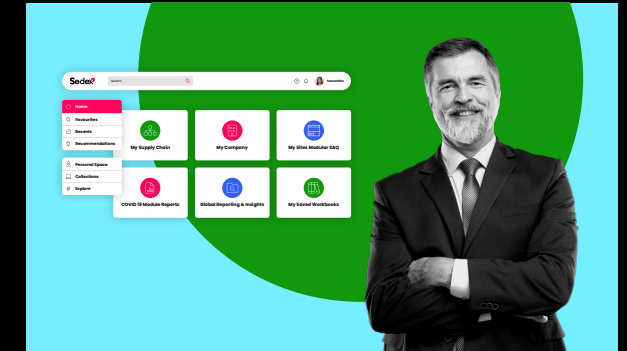 Sedex
Search
Samantha
Home
Favourites
Recents
Recommendations
Personal Space
Collections
Explore
My Supply Chain
My Company
My Sites Modular SAQ
COVID 19 Module Reports
Global Reporting & Insights
My Saved Workbooks